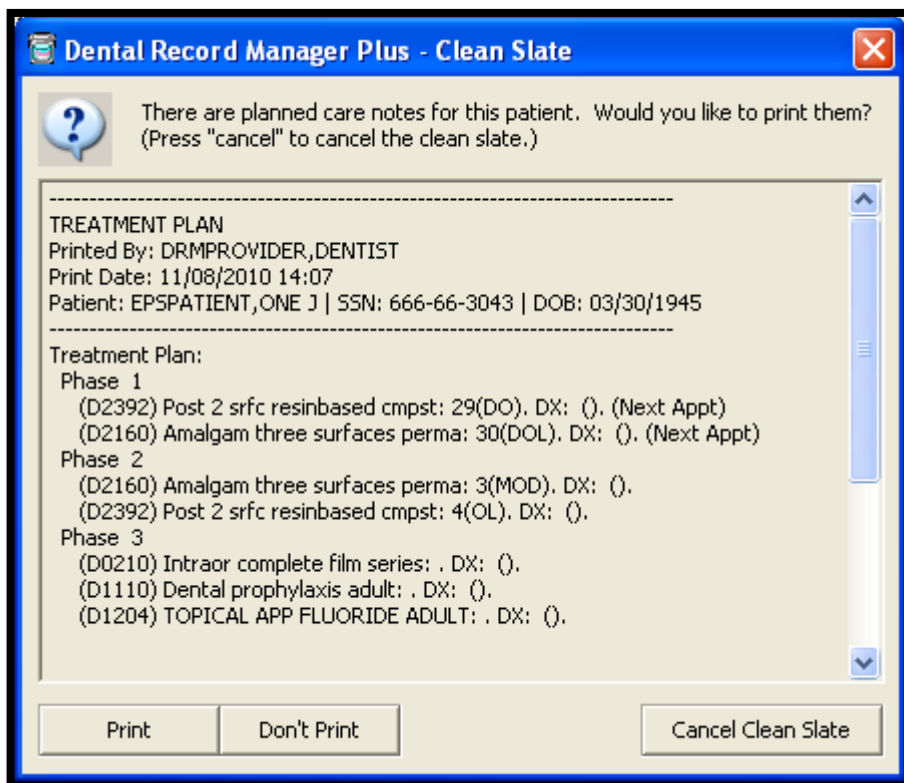 Dental Record Manager Plus - Clean Slate
There are planned care notes for this patient.  Would you like to print them?
(Press "cancel" to cancel the clean slate.)
------------------------------------------------------------------------------
TREATMENT PLAN
Printed By: DRMPROVIDER,DENTIST
Print Date: 11/08/2010 14:07
Patient: EPSPATIENT,ONE J | SSN: 666-66-3043 | DOB: 03/30/1945
------------------------------------------------------------------------------
Treatment Plan:
Phase  1
(D2392) Post 2 srfc resinbased cmpst: 29(DO). DX:  (). (Next Appt)
(D2160) Amalgam three surfaces perma: 30(DOL). DX:  (). (Next Appt)
Phase  2
(D2160) Amalgam three surfaces perma: 3(MOD). DX:  ().
(D2392) Post 2 srfc resinbased cmpst: 4(OL). DX:  ().
Phase  3
(D0210) Intraor complete film series: . DX:  ().
(D1110) Dental prophylaxis adult: . DX:  ().
(D1204) TOPICAL APP FLUORIDE ADULT: . DX:  ().
Print
Don't Print
Cancel Clean Slate